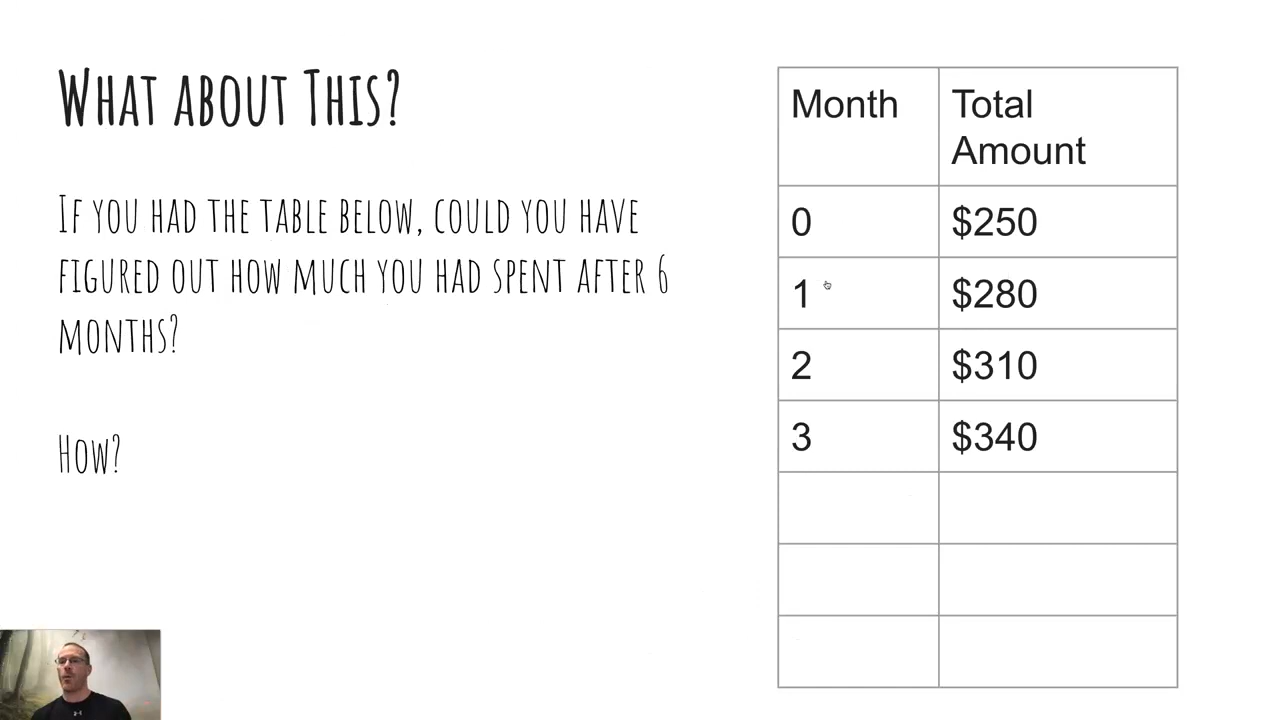 What about This?
If you had the table below, could you have
figured out how much you had spent after 6
months?
How?
Month Total
Amount
0 $250
1 $280
2 $310
3 $340